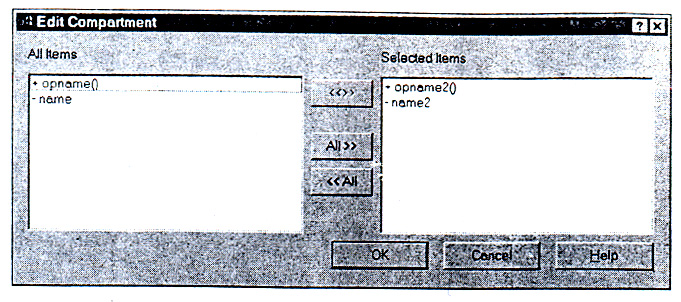 Edit Compartment
All Items
+ opname()
- name
<<>>
All >>
<< All
Selected Items
+ opname2()
- name2
OK
Cancel
Help